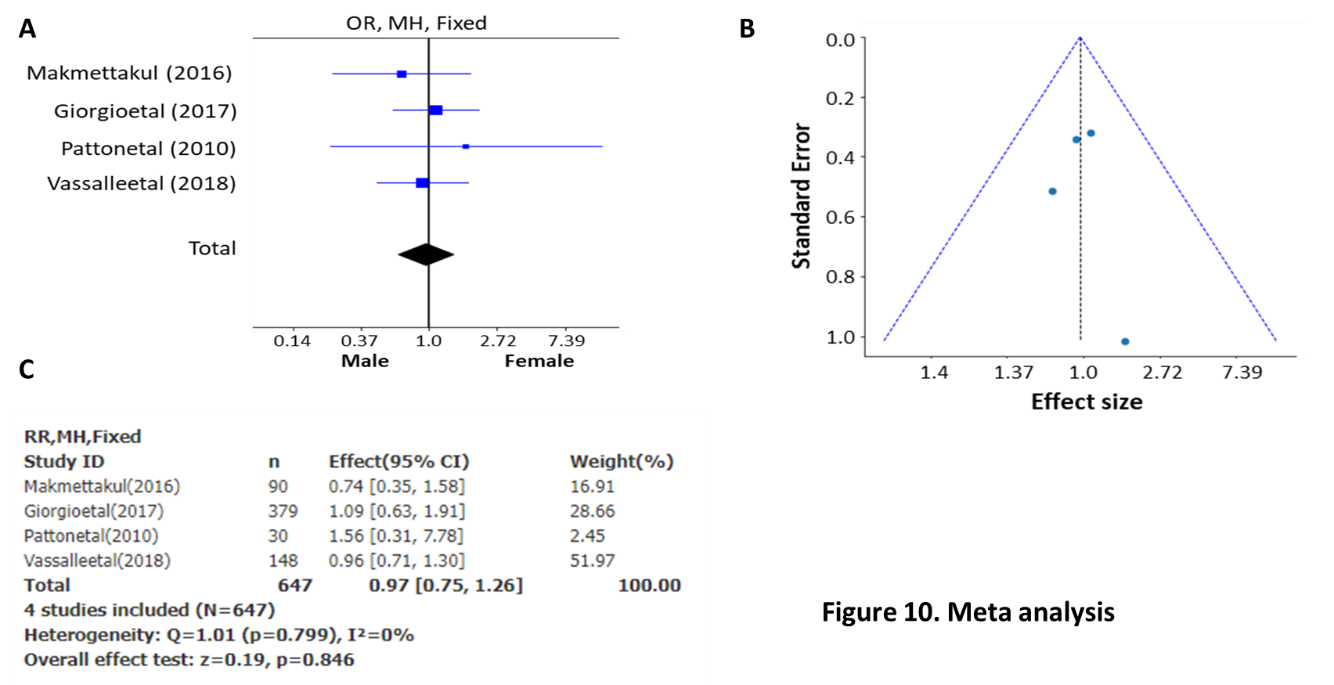 A
OR, MH, Fixed
Makmettakul (2016)
Giorgioetal (2017)
Pattonetal (2010)
Vassalleetal (2018)
Total
0.14 0.37 1.0 2.72 7.39
Male Female
B
0.0
0.2
0.4
0.6
0.8
1.0
Standard Error
1.4 1.37 1.0 2.72 7.39
Effect size
C
RR,MH,Fixed
Study ID n Effect(95% CI) Weight(%)
Makmettakul(2016) 90 0.74 [0.35, 1.58] 16.91
Giorgioetal(2017) 379 1.09 [0.63, 1.91] 28.66
Pattonetal(2010) 30 1.56 [0.31, 7.78] 2.45
Vassalleetal(2018) 148 0.96 [0.71, 1.30] 51.97
Total 647 0.97 [0.75, 1.26] 100.00
4 studies included (N=647)
Heterogeneity: Q=1.01 (p=0.799), I²=0%
Overall effect test: z=0.19, p=0.846
Figure 10. Meta analysis